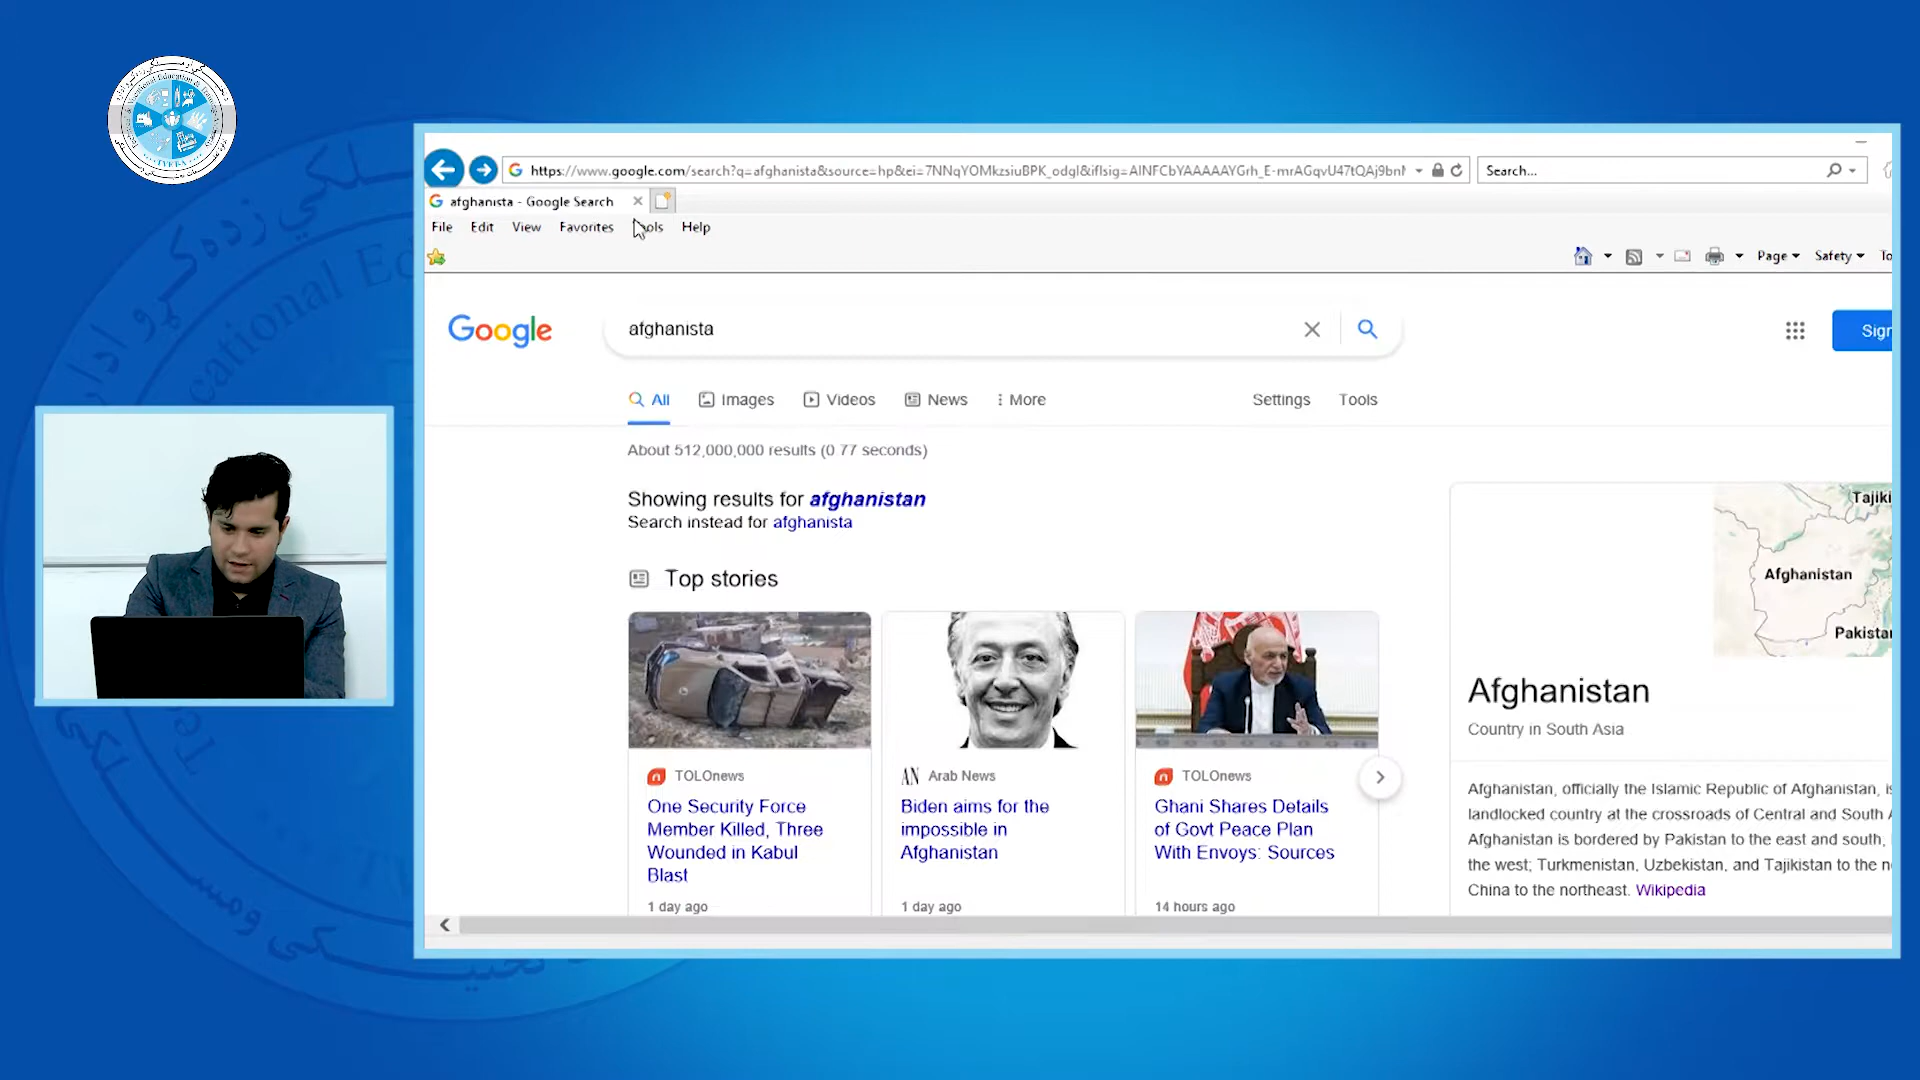 https://www.google.com/search?q=afghanista&source=hp&ei=7NNqYOMkzsiuBPK_odgI&iflsig=AINFCbYAAAAAYGrh_E-mrAGqvU47tQAj9bnh
Search...
afghanista - Google Search
File Edit View Favorites Tools Help
Page Safety To
Google
afghanista
Sign
All Images Videos News More Settings Tools
About 512,000,000 results (0.77 seconds)
Showing results for afghanistan
Search instead for afghanista
Top stories
TOLOnews
One Security Force
Member Killed, Three
Wounded in Kabul
Blast
1 day ago
AN Arab News
Biden aims for the
impossible in
Afghanistan
1 day ago
TOLOnews
Ghani Shares Details
of Govt Peace Plan
With Envoys: Sources
14 hours ago
Tajiki
Afghanistan
Pakista
Afghanistan
Country in South Asia
Afghanistan, officially the Islamic Republic of Afghanistan, is
landlocked country at the crossroads of Central and South A
Afghanistan is bordered by Pakistan to the east and south,
the west; Turkmenistan, Uzbekistan, and Tajikistan to the n
China to the northeast. Wikipedia